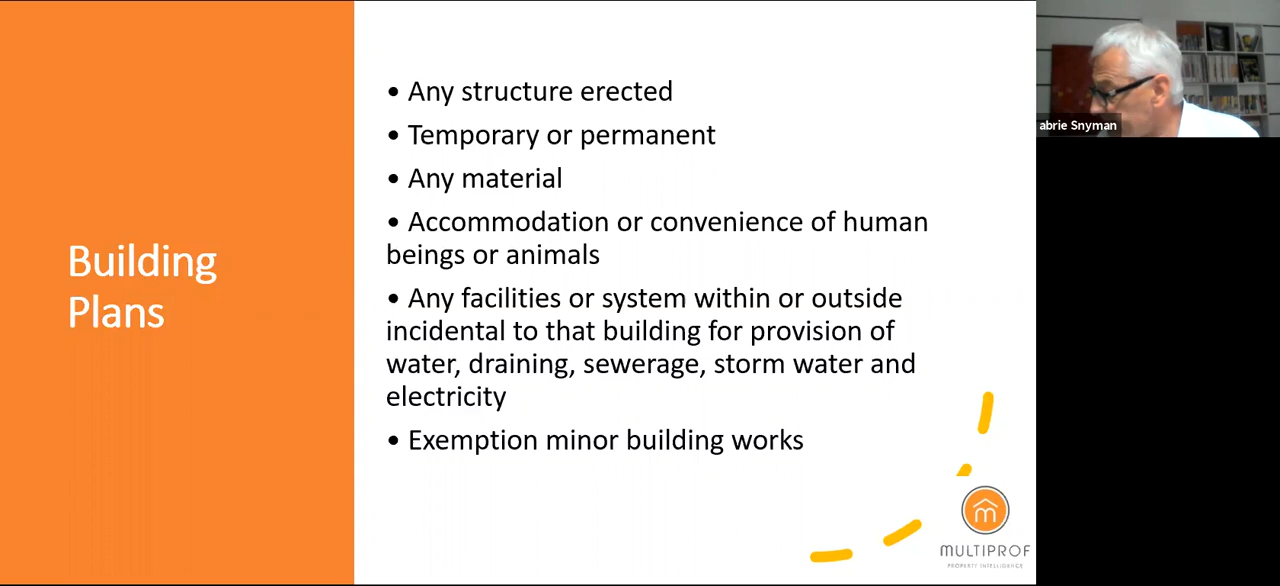 Building
Plans
• Any structure erected
• Temporary or permanent
• Any material
• Accommodation or convenience of human
beings or animals
• Any facilities or system within or outside
incidental to that building for provision of
water, draining, sewerage, storm water and
electricity
• Exemption minor building works
MULTIPROF
PROPERTY INTELLIGENCE
abrie Snyman